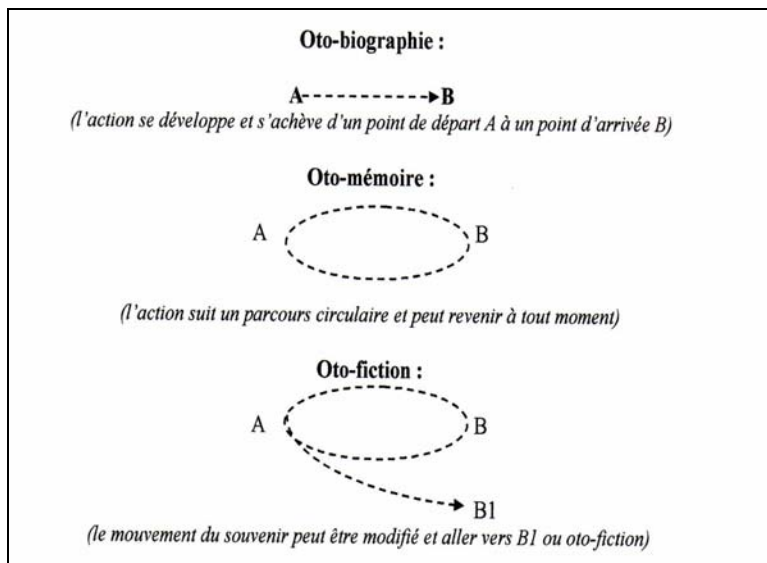 Oto-biographie :
A B
(l'action se développe et s'achève d'un point de départ A à un point d'arrivée B)
Oto-mémoire :
A B
(l'action suit un parcours circulaire et peut revenir à tout moment)
Oto-fiction :
A B
B1
(le mouvement du souvenir peut être modifié et aller vers B1 ou oto-fiction)